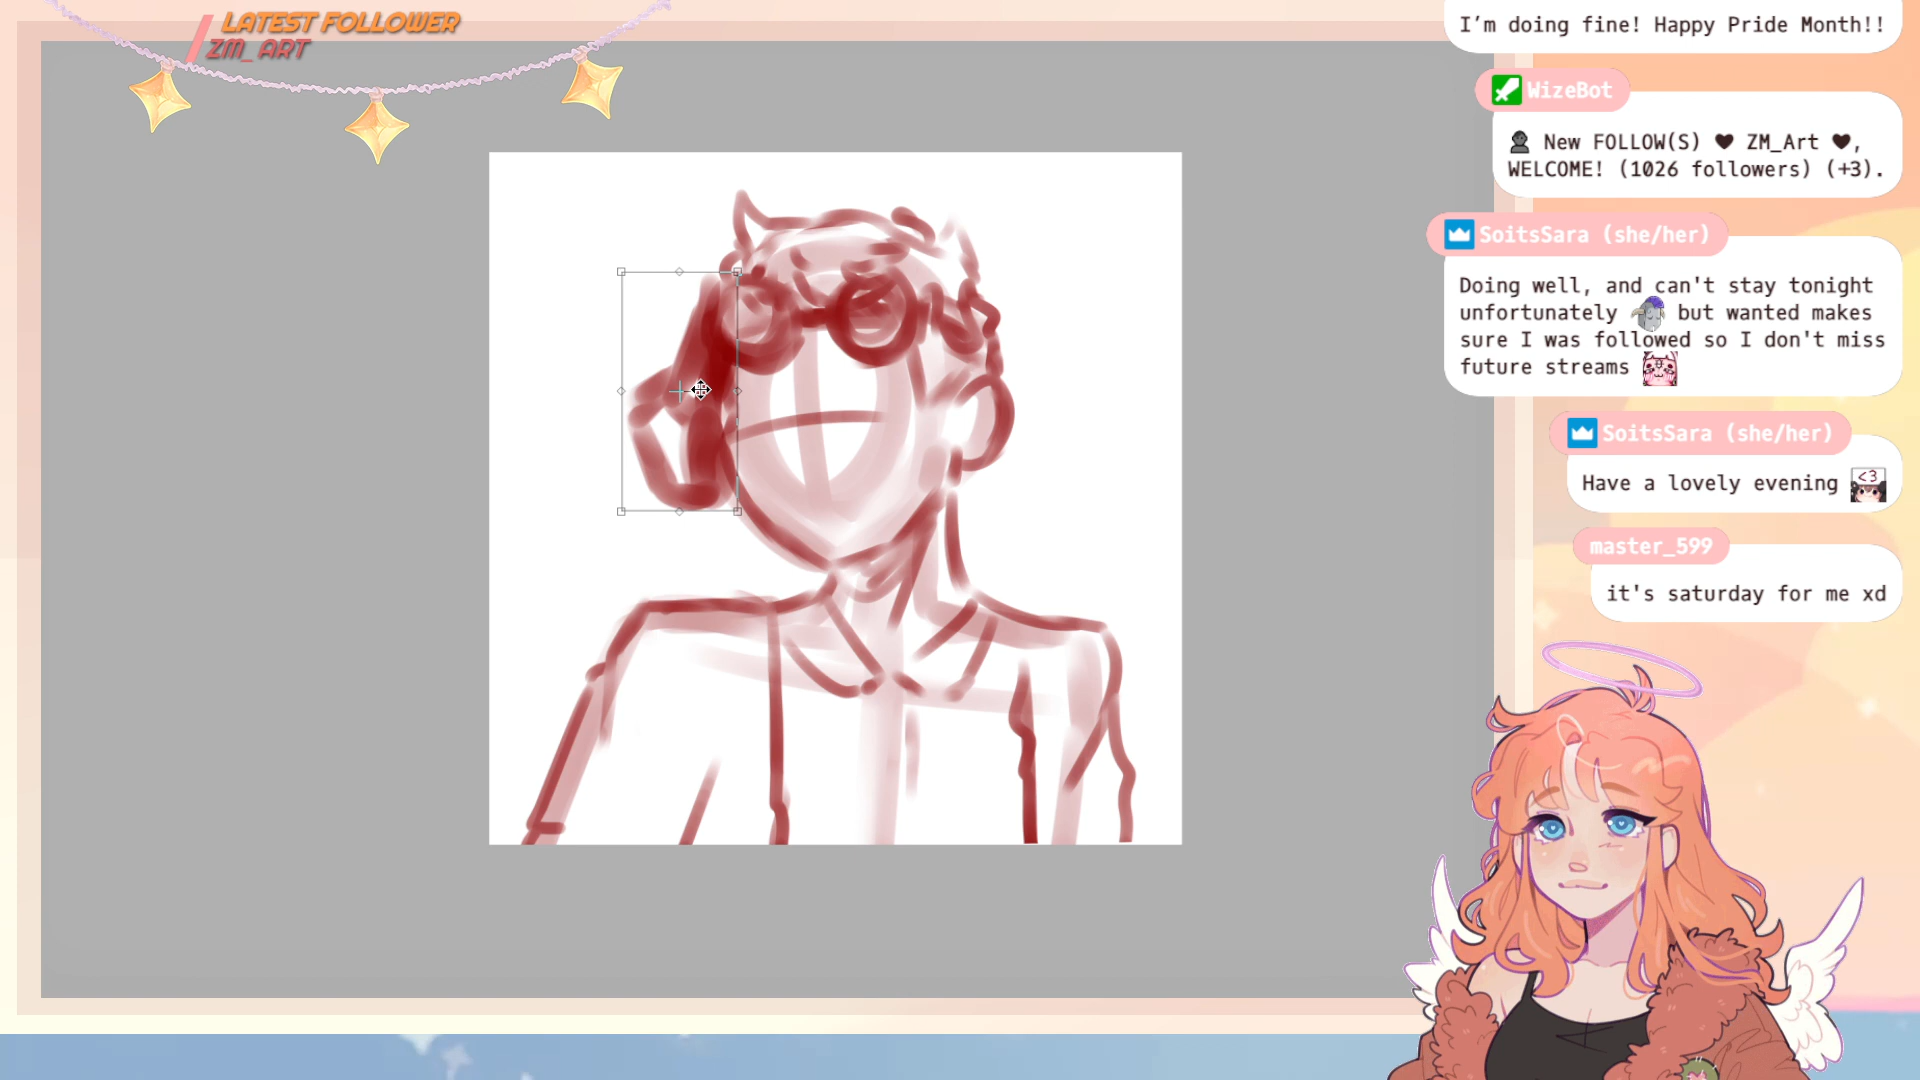 LATEST FOLLOWER
ZM_ART
I’m doing fine! Happy Pride Month!!
WizeBot
New FOLLOW(S) ♥ ZM_Art ♥,
WELCOME! (1026 followers) (+3).
SoitsSara (she/her)
Doing well, and can't stay tonight
unfortunately but wanted makes
sure I was followed so I don't miss
future streams
SoitsSara (she/her)
Have a lovely evening
<3
master_599
it's saturday for me xd